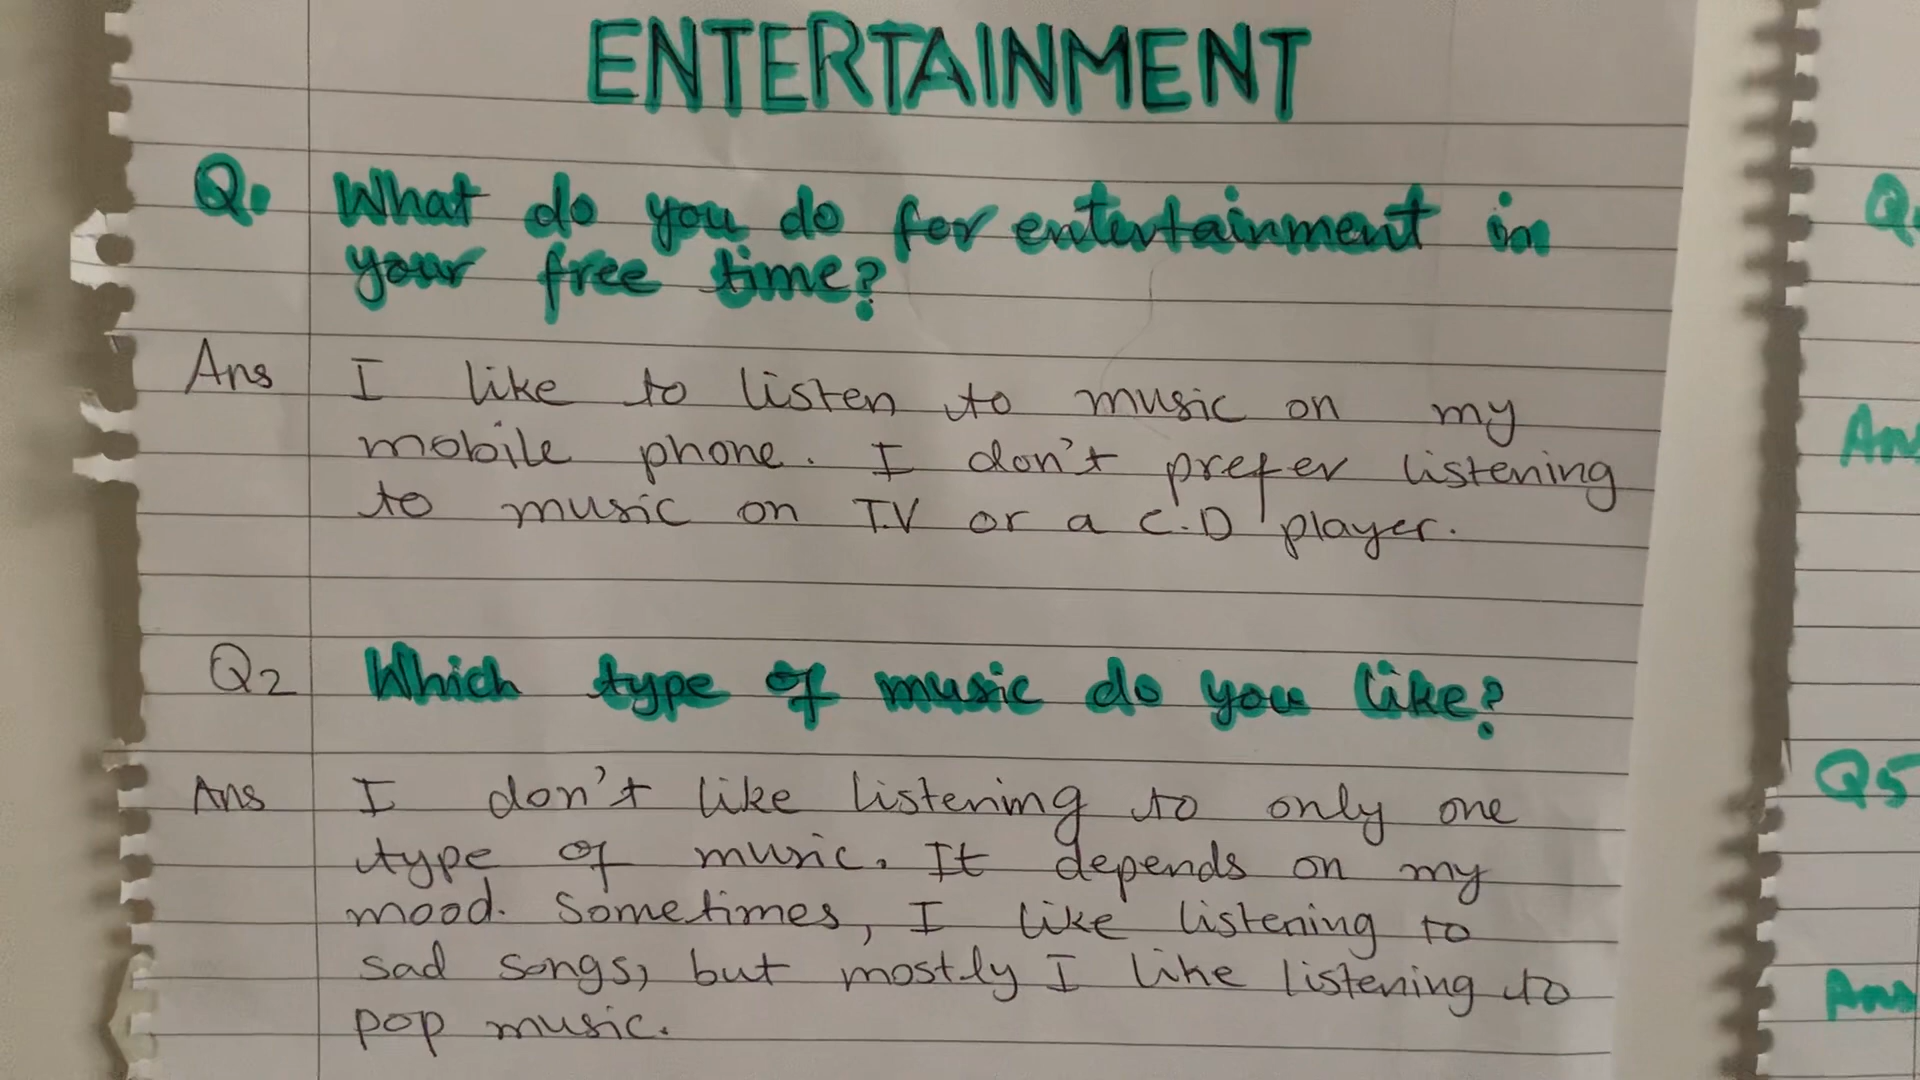 ENTERTAINMENT
Q. What do you do for entertainment in
your free time?
Ans I like to listen to music on my
mobile phone. I don't prefer listening
to music on T.V or a C.D player.
Q2 Which type of music do you like?
Ans I don't like listening to only one
type of music. It depends on my
mood. Sometimes, I like listening to
sad songs, but mostly I like listening to
pop music.
Q
An
Q5
Ans